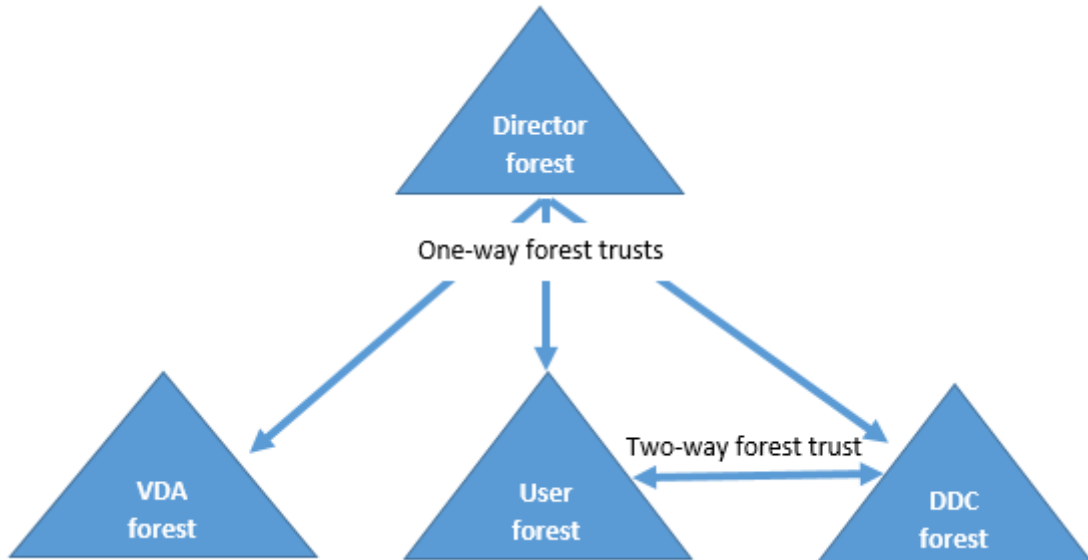 Director
forest
One-way forest trusts
Two-way forest trust
VDA
forest
User
forest
DDC
forest